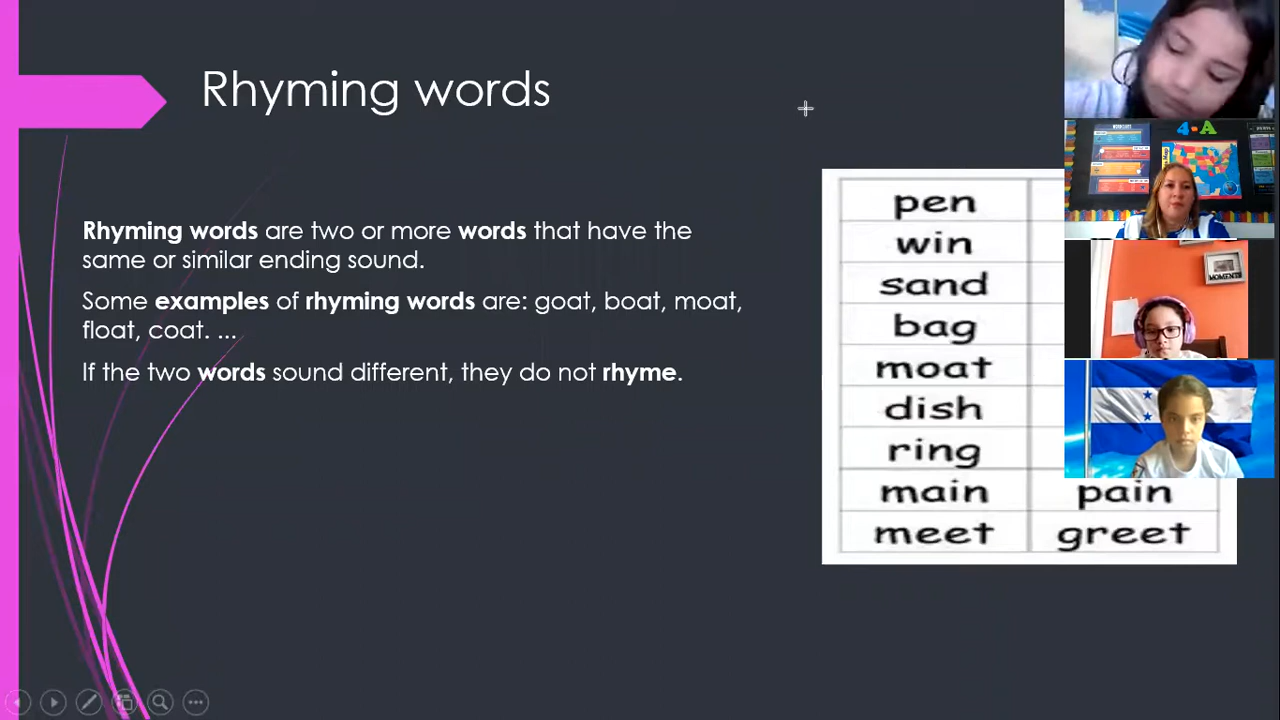 Rhyming words
Rhyming words are two or more words that have the
same or similar ending sound.
Some examples of rhyming words are: goat, boat, moat,
float, coat. ...
If the two words sound different, they do not rhyme.
pen
win
sand
bag
moat
dish
ring
main pain
meet greet
4-A
MOMENTS